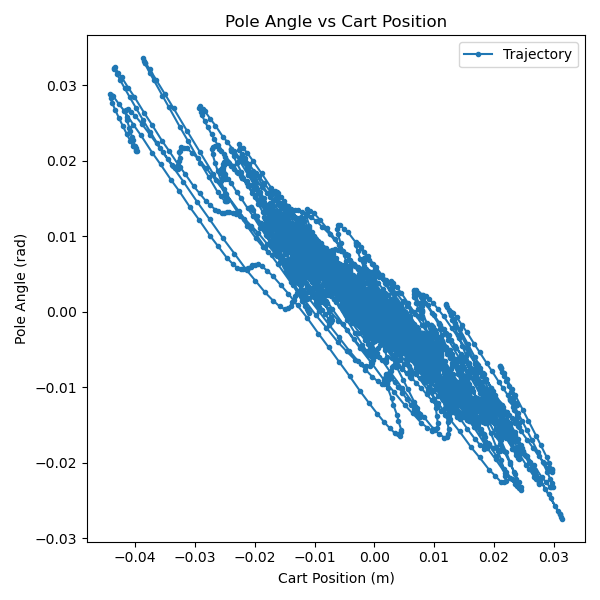 Pole Angle vs Cart Position
Trajectory
Pole Angle (rad)
0.03
0.02
0.01
0.00
−0.01
−0.02
−0.03
−0.04 −0.03 −0.02 −0.01 0.00 0.01 0.02 0.03
Cart Position (m)